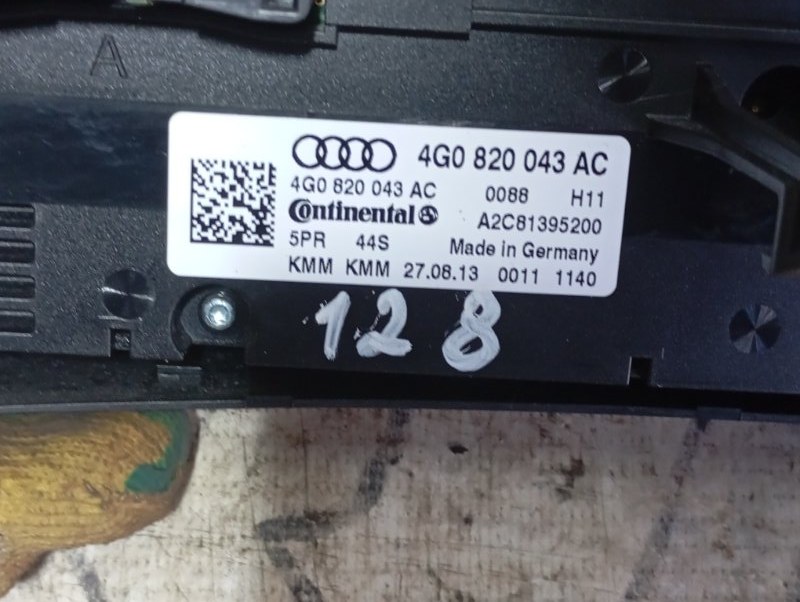 A
4G0 820 043 AC
4G0 820 043 AC 0088 H11
Continental A2C81395200
5PR 44S Made in Germany
KMM KMM 27.08.13 0011 1140
128